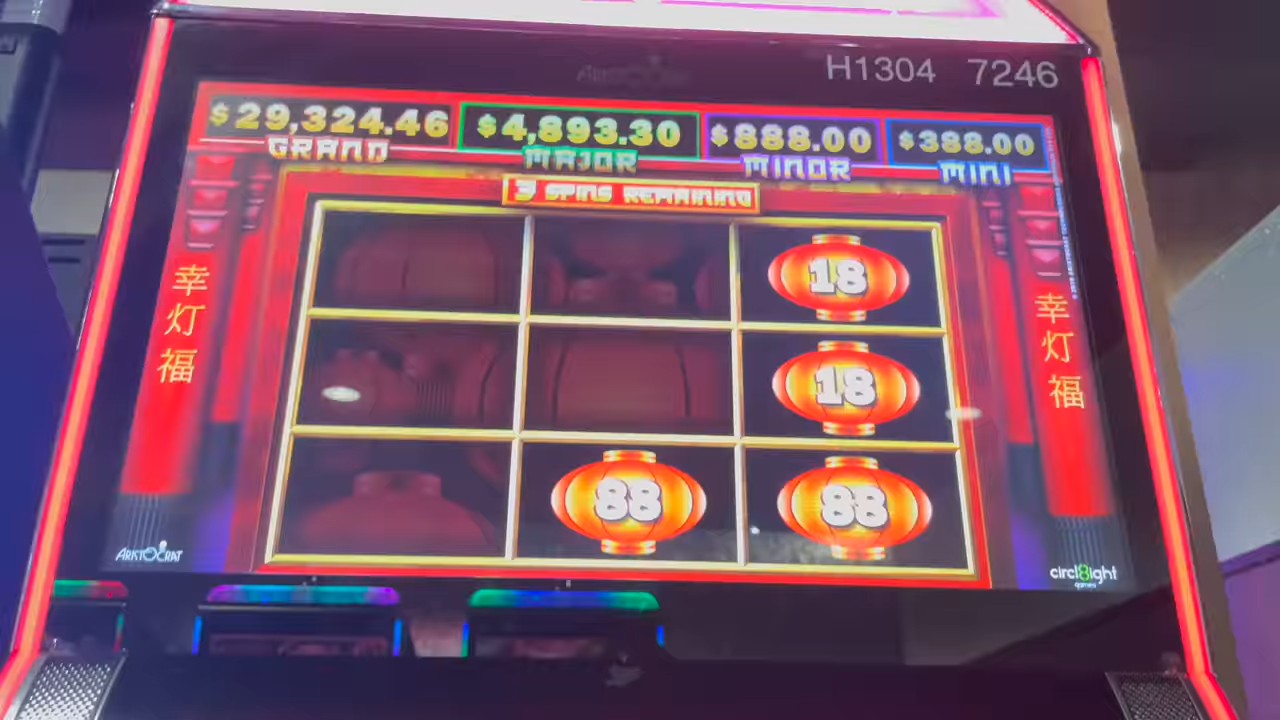 H1304 7246
$29,324.46 $4,893.30 $888.00 $388.00
GRAND MAJOR MINOR MINI
3 SPINS REMAINING
18
幸灯福
幸灯福
18
88 88
ARISTOCRAT
circl8ight
games